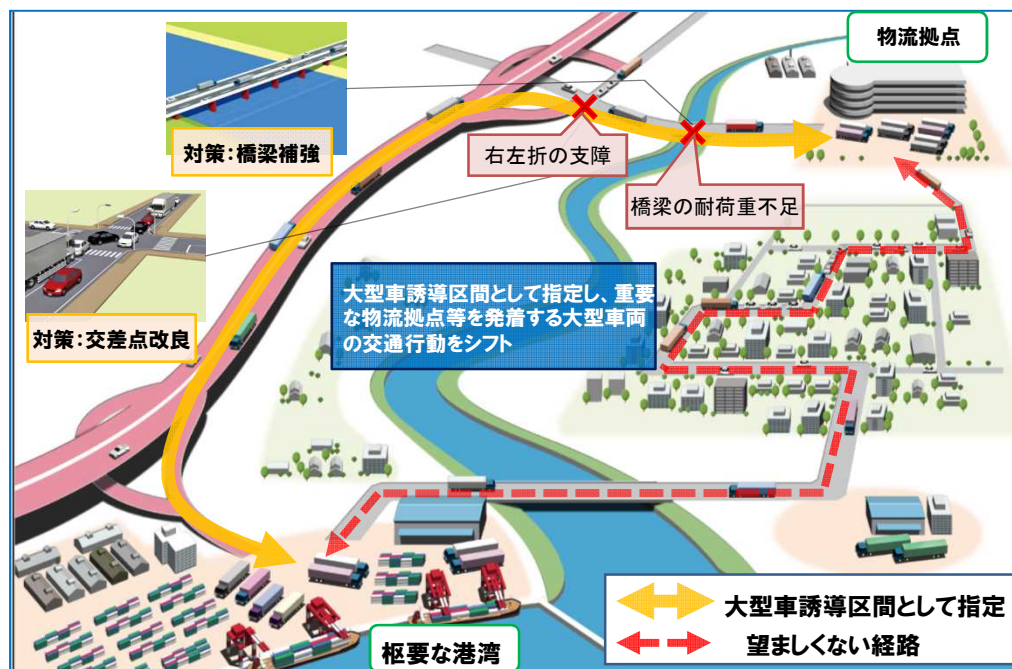 物流拠点
対策：橋梁補強
右左折の支障
橋梁の耐荷重不足
対策：交差点改良
大型車誘導区間として指定し、重要
な物流拠点等を発着する大型車両
の交通行動をシフト
枢要な港湾
大型車誘導区間として指定
望ましくない経路